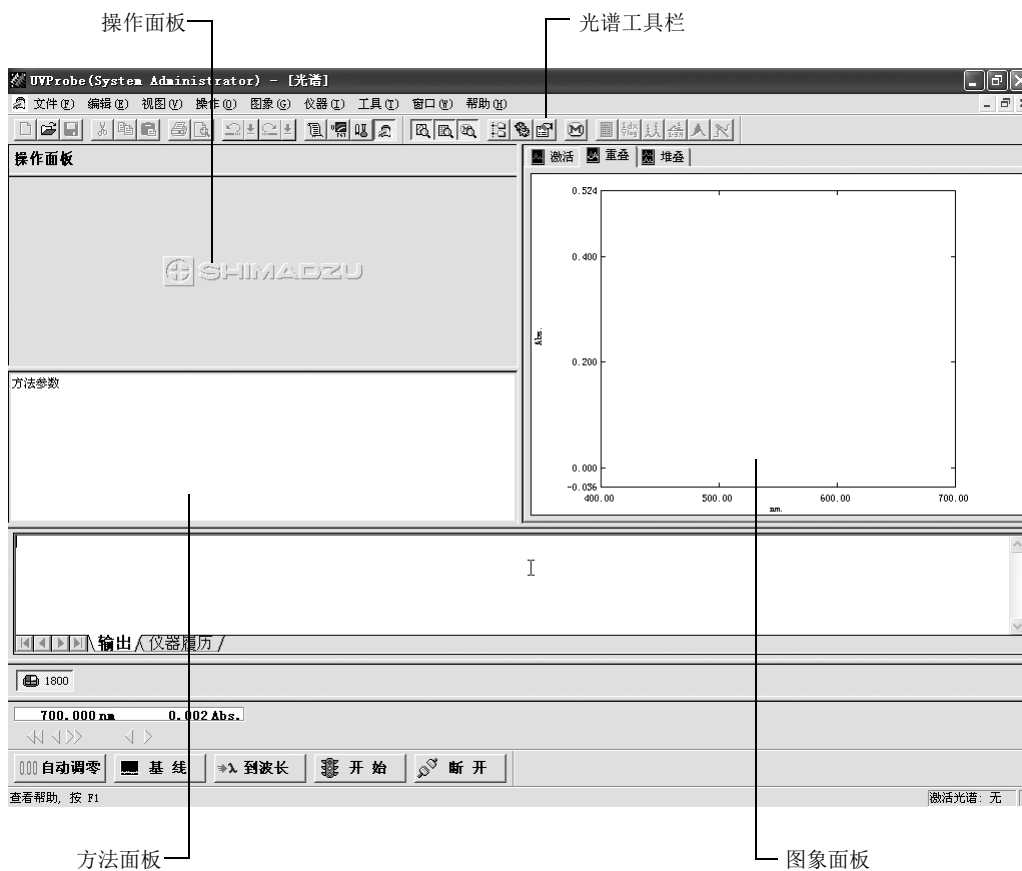 操作面板
光谱工具栏
UVProbe(System Administrator) - [光谱]
文件(F) 编辑(E) 视图(V) 操作(O) 图象(G) 仪器(I) 工具(T) 窗口(W) 帮助(H)
操作面板
激活 重叠 堆叠
SHIMADZU
0.524
0.400
Abs.
0.200
0.000
-0.036
400.00 500.00 600.00 700.00
nm.
方法参数
输出 仪器履历
1800
700.000 nm 0.002 Abs.
0.00 自动调零 基线 λ 到波长 开始 断开
查看帮助, 按 F1
激活光谱: 无
方法面板
图象面板